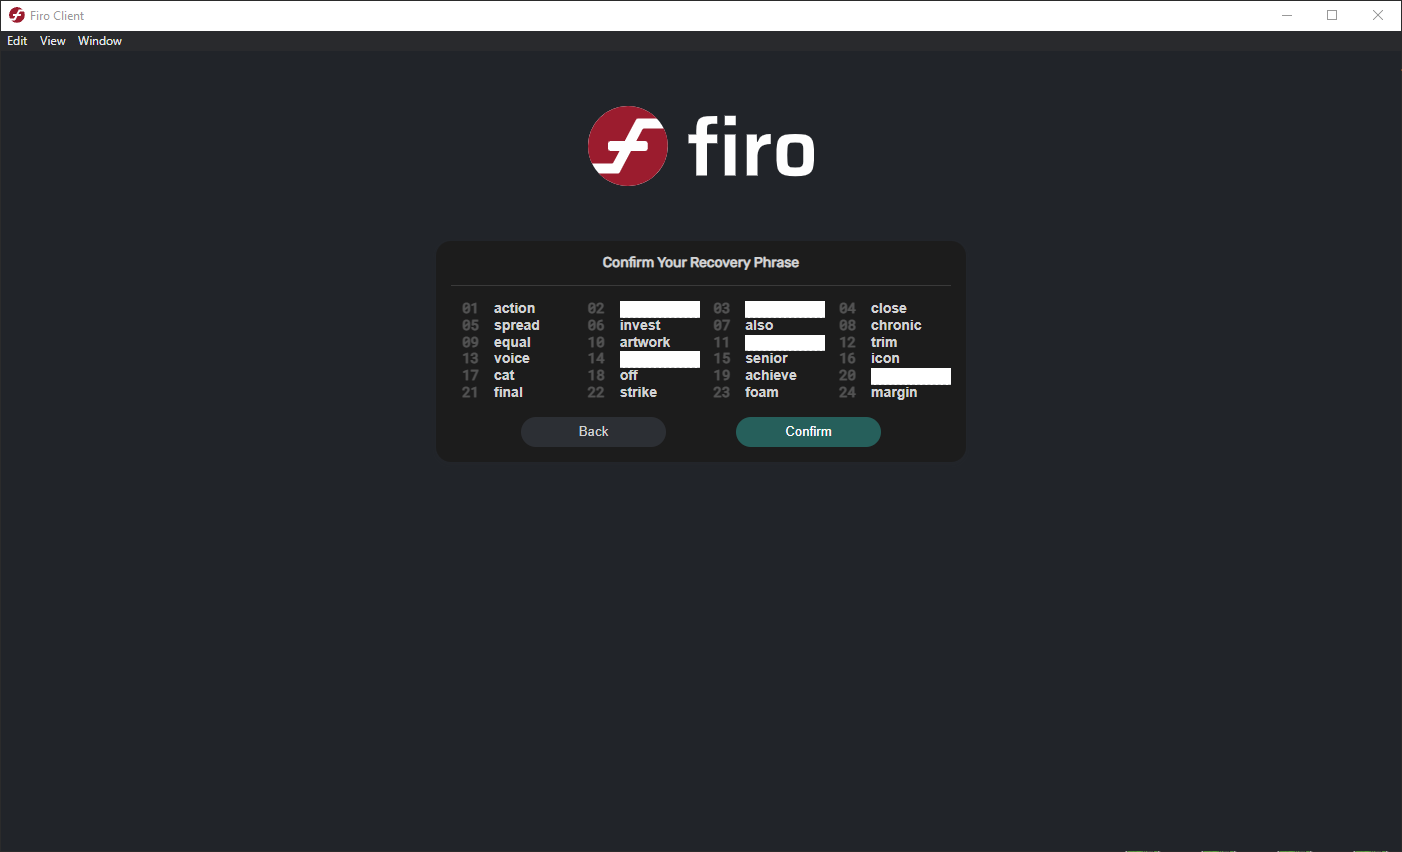 Firo Client
Edit View Window
firo
Confirm Your Recovery Phrase
01 action 02 03 04 close
05 spread 06 invest 07 also 08 chronic
09 equal 10 artwork 11 12 trim
13 voice 14 15 senior 16 icon
17 cat 18 off 19 achieve 20
21 final 22 strike 23 foam 24 margin
Back Confirm